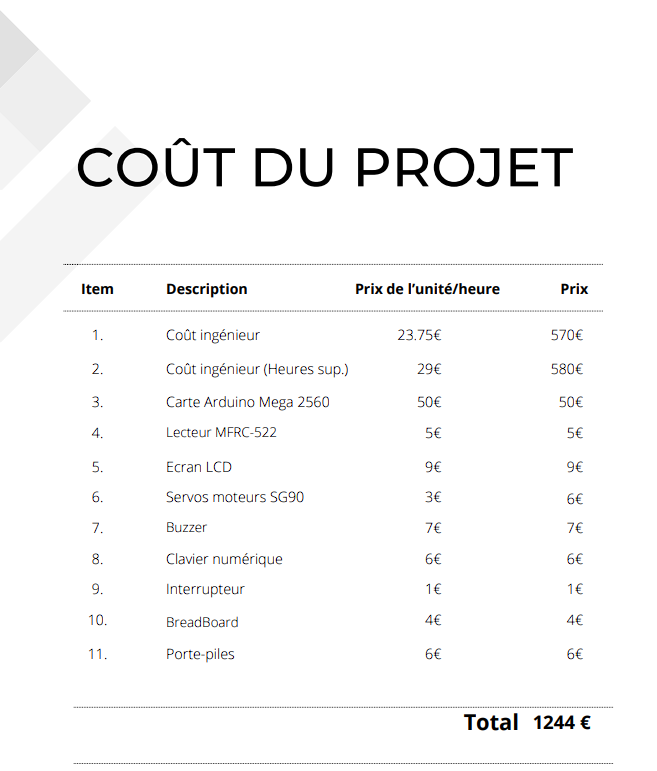 COÛT DU PROJET
Item Description Prix de l’unité/heure Prix
1. Coût ingénieur 23.75€ 570€
2. Coût ingénieur (Heures sup.) 29€ 580€
3. Carte Arduino Mega 2560 50€ 50€
4. Lecteur MFRC-522 5€ 5€
5. Ecran LCD 9€ 9€
6. Servos moteurs SG90 3€ 6€
7. Buzzer 7€ 7€
8. Clavier numérique 6€ 6€
9. Interrupteur 1€ 1€
10. BreadBoard 4€ 4€
11. Porte-piles 6€ 6€
Total 1244 €